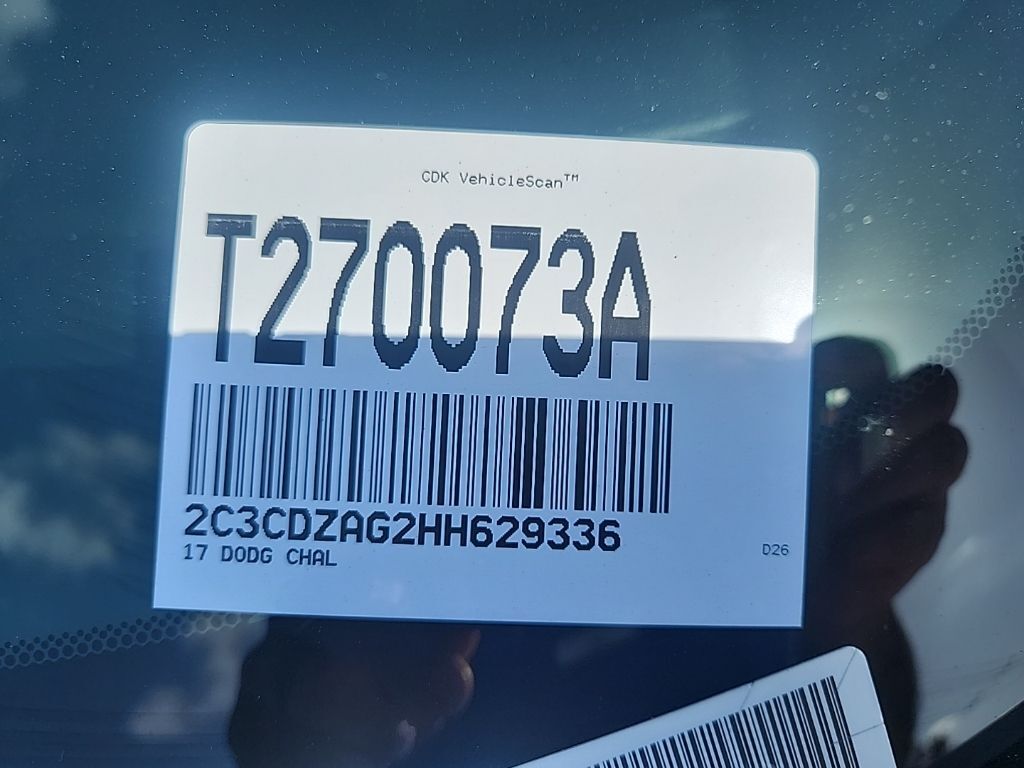 CDK VehicleScan™
T270073A
2C3CDZAG2HH629336
17 DODG CHAL
D26